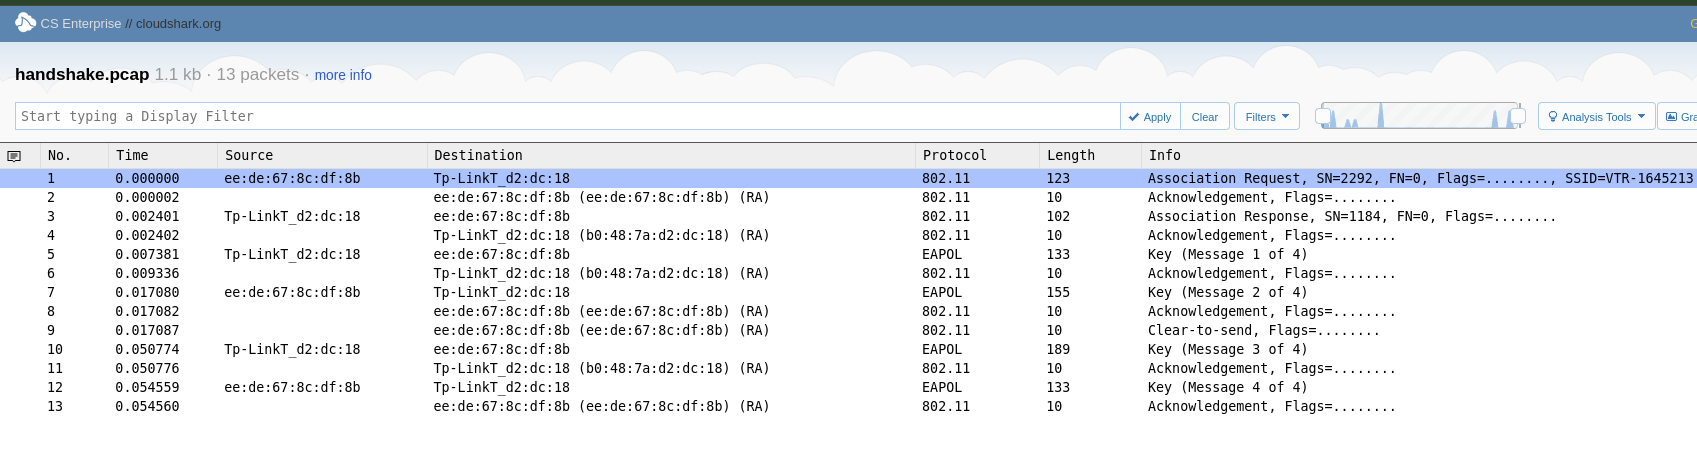 CS Enterprise // cloudshark.org
handshake.pcap 1.1 kb · 13 packets · more info
Start typing a Display Filter Apply Clear Filters Analysis Tools
No. Time Source Destination Protocol Length Info
1 0.000000 ee:de:67:8c:df:8b Tp-LinkT_d2:dc:18 802.11 123 Association Request, SN=2292, FN=0, Flags=........, SSID=VTR-1645213
2 0.000002 ee:de:67:8c:df:8b (ee:de:67:8c:df:8b) (RA) 802.11 10 Acknowledgement, Flags=........
3 0.002401 Tp-LinkT_d2:dc:18 ee:de:67:8c:df:8b 802.11 102 Association Response, SN=1184, FN=0, Flags=........
4 0.002402 Tp-LinkT_d2:dc:18 (b0:48:7a:d2:dc:18) (RA) 802.11 10 Acknowledgement, Flags=........
5 0.007381 Tp-LinkT_d2:dc:18 ee:de:67:8c:df:8b EAPOL 133 Key (Message 1 of 4)
6 0.009336 Tp-LinkT_d2:dc:18 (b0:48:7a:d2:dc:18) (RA) 802.11 10 Acknowledgement, Flags=........
7 0.017080 ee:de:67:8c:df:8b Tp-LinkT_d2:dc:18 EAPOL 155 Key (Message 2 of 4)
8 0.017082 ee:de:67:8c:df:8b (ee:de:67:8c:df:8b) (RA) 802.11 10 Acknowledgement, Flags=........
9 0.017087 ee:de:67:8c:df:8b (ee:de:67:8c:df:8b) (RA) 802.11 10 Clear-to-send, Flags=........
10 0.050774 Tp-LinkT_d2:dc:18 ee:de:67:8c:df:8b EAPOL 189 Key (Message 3 of 4)
11 0.050776 Tp-LinkT_d2:dc:18 (b0:48:7a:d2:dc:18) (RA) 802.11 10 Acknowledgement, Flags=........
12 0.054559 ee:de:67:8c:df:8b Tp-LinkT_d2:dc:18 EAPOL 133 Key (Message 4 of 4)
13 0.054560 ee:de:67:8c:df:8b (ee:de:67:8c:df:8b) (RA) 802.11 10 Acknowledgement, Flags=........